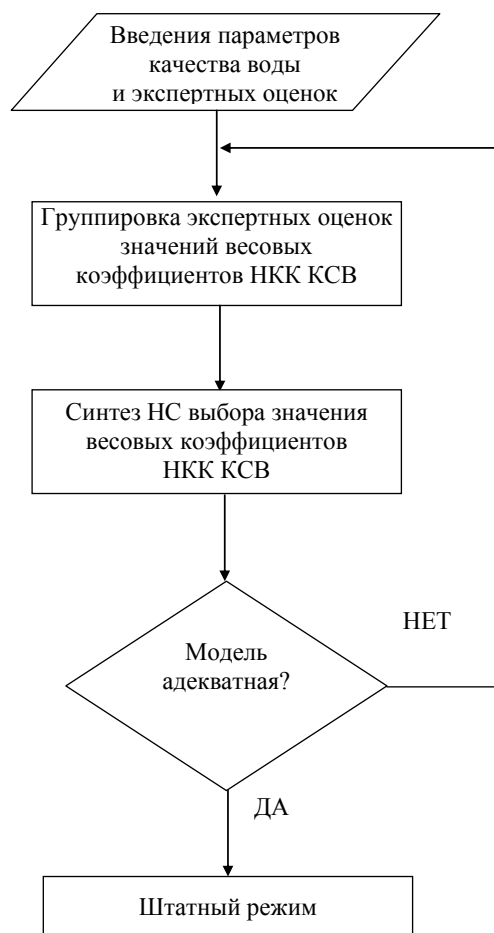 Введения параметров
качества воды
и экспертных оценок
Группировка экспертных оценок
значений весовых
коэффициентов НКК КСВ
Синтез НС выбора значения
весовых коэффициентов
НКК КСВ
Модель
адекватная?
НЕТ
ДА
Штатный режим